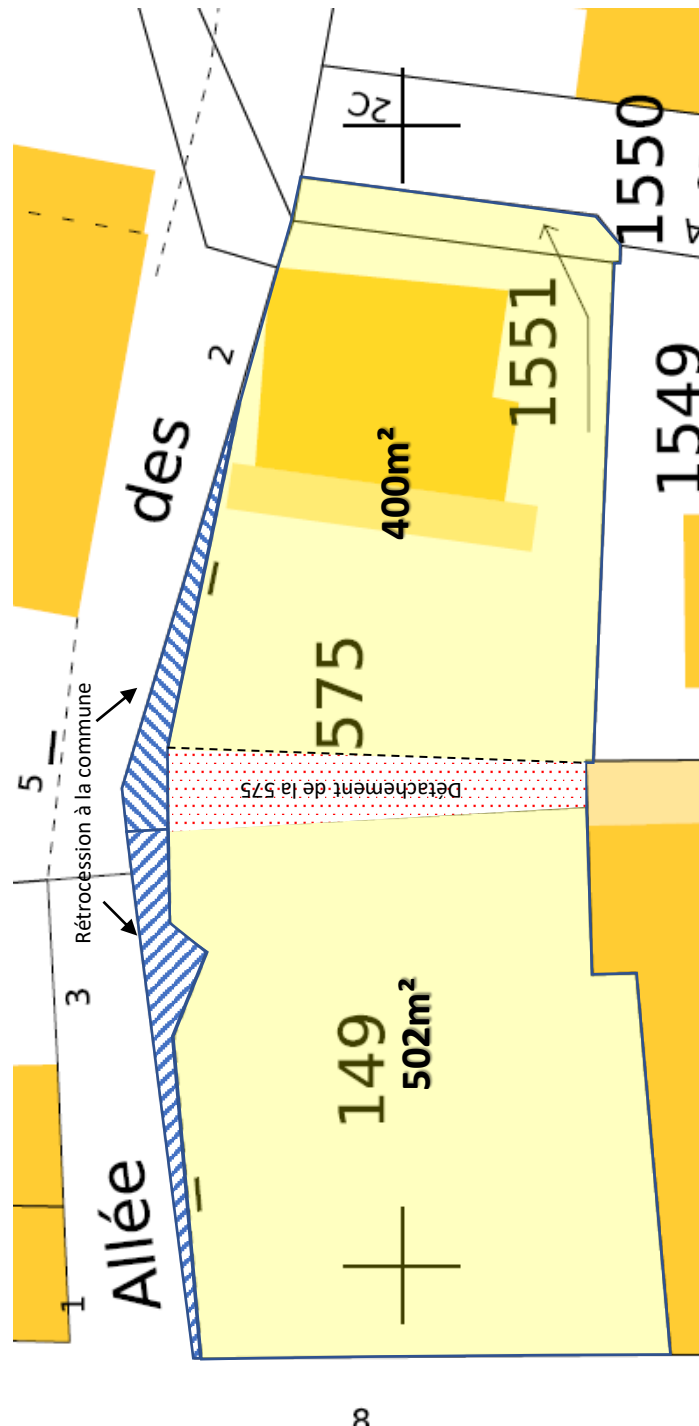 2C
1550
2
1551
des
1549
400m²
575
5
Détachement de la 575
Rétrocession à la commune
3
149
502m²
Allée
1
8